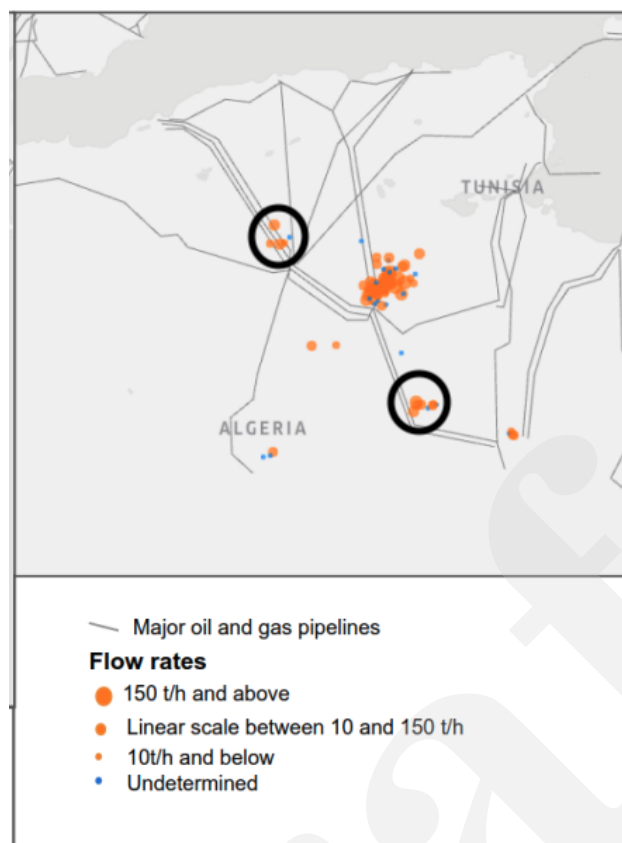 TUNISIA
ALGERIA
Major oil and gas pipelines
Flow rates
150 t/h and above
Linear scale between 10 and 150 t/h
10t/h and below
Undetermined